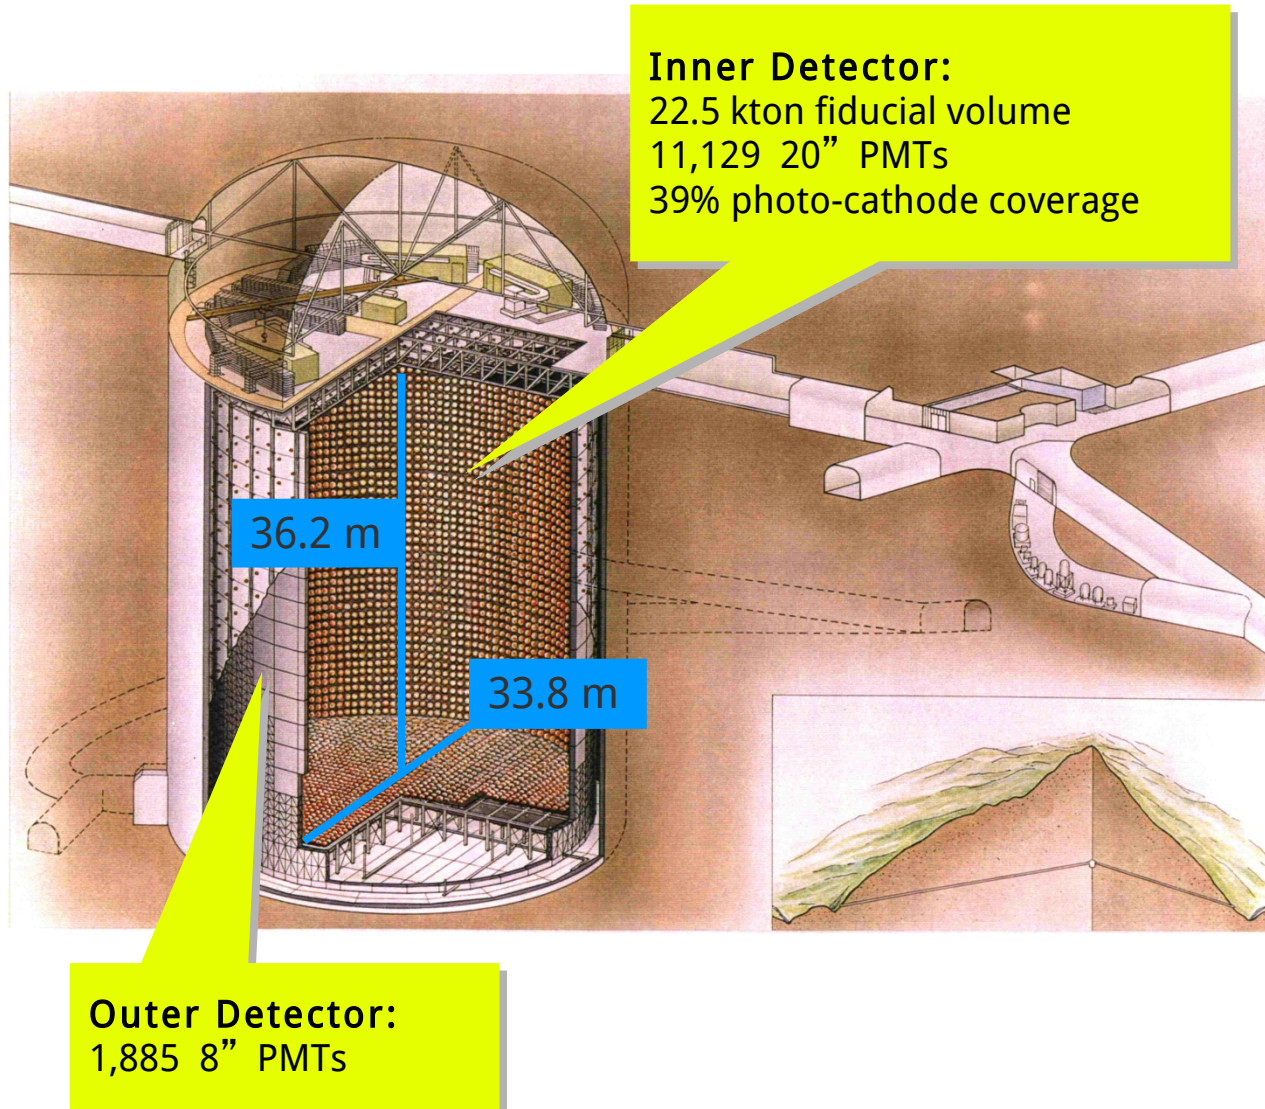 Inner Detector:
22.5 kton fiducial volume
11,129  20”  PMTs
39% photo-cathode coverage
36.2 m
33.8 m
Outer Detector:
1,885  8”  PMTs